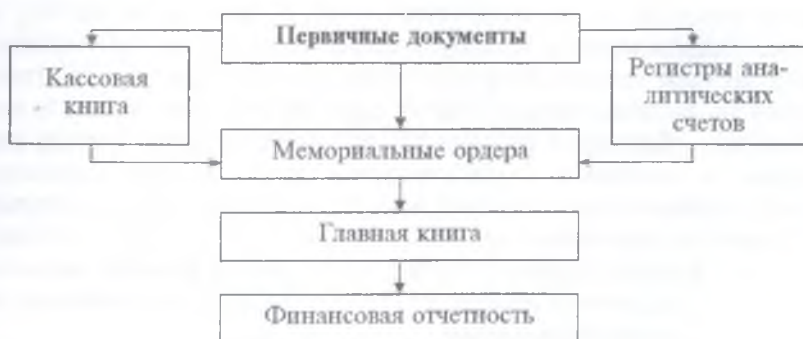 Первичные документы
Кассовая
книга
Регистры ана-
литических
счетов
Мемориальные ордера
Главная книга
Финансовая отчетность